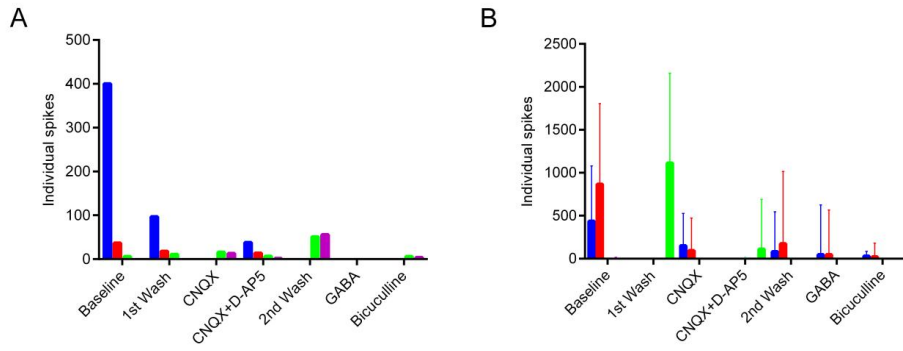 A
Individual spikes
500
400
300
200
100
0
Baseline
1st Wash
CNQX
CNQX+D-AP5
2nd Wash
GABA
Bicuculline
B
Individual spikes
2500
2000
1500
1000
500
0
Baseline
1st Wash
CNQX
CNQX+D-AP5
2nd Wash
GABA
Bicuculline